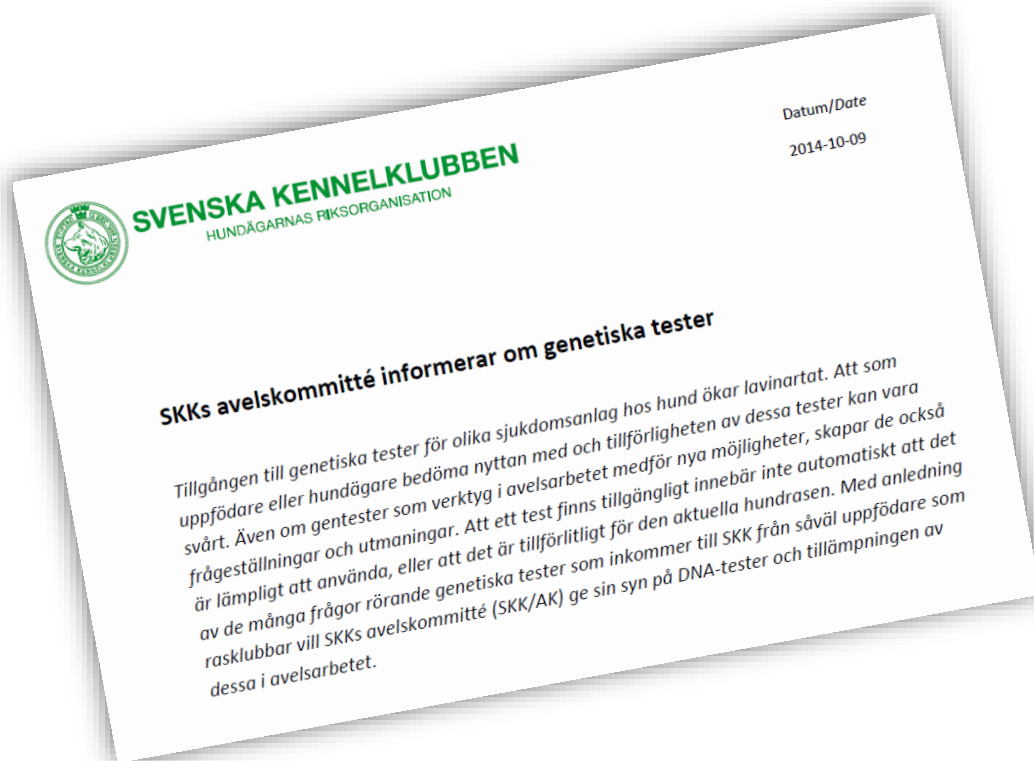 Datum/Date
2014-10-09
SVENSKA KENNELKLUBBEN
HUNDÄGARNAS RIKSORGANISATION
SKKs avelskommitté informerar om genetiska tester
Tillgången till genetiska tester för olika sjukdomsanlag hos hund ökar lavinartat. Att som
uppfödare eller hundägare bedöma nyttan med och tillförligheten av dessa tester kan vara
svårt. Även om gentester som verktyg i avelsarbetet medför nya möjligheter, skapar de också
frågeställningar och utmaningar. Att ett test finns tillgängligt innebär inte automatiskt att det
är lämpligt att använda, eller att det är tillförlitligt för den aktuella hundrasen. Med anledning
av de många frågor rörande genetiska tester som inkommer till SKK från såväl uppfödare som
rasklubbar vill SKKs avelskommitté (SKK/AK) ge sin syn på DNA-tester och tillämpningen av
dessa i avelsarbetet.